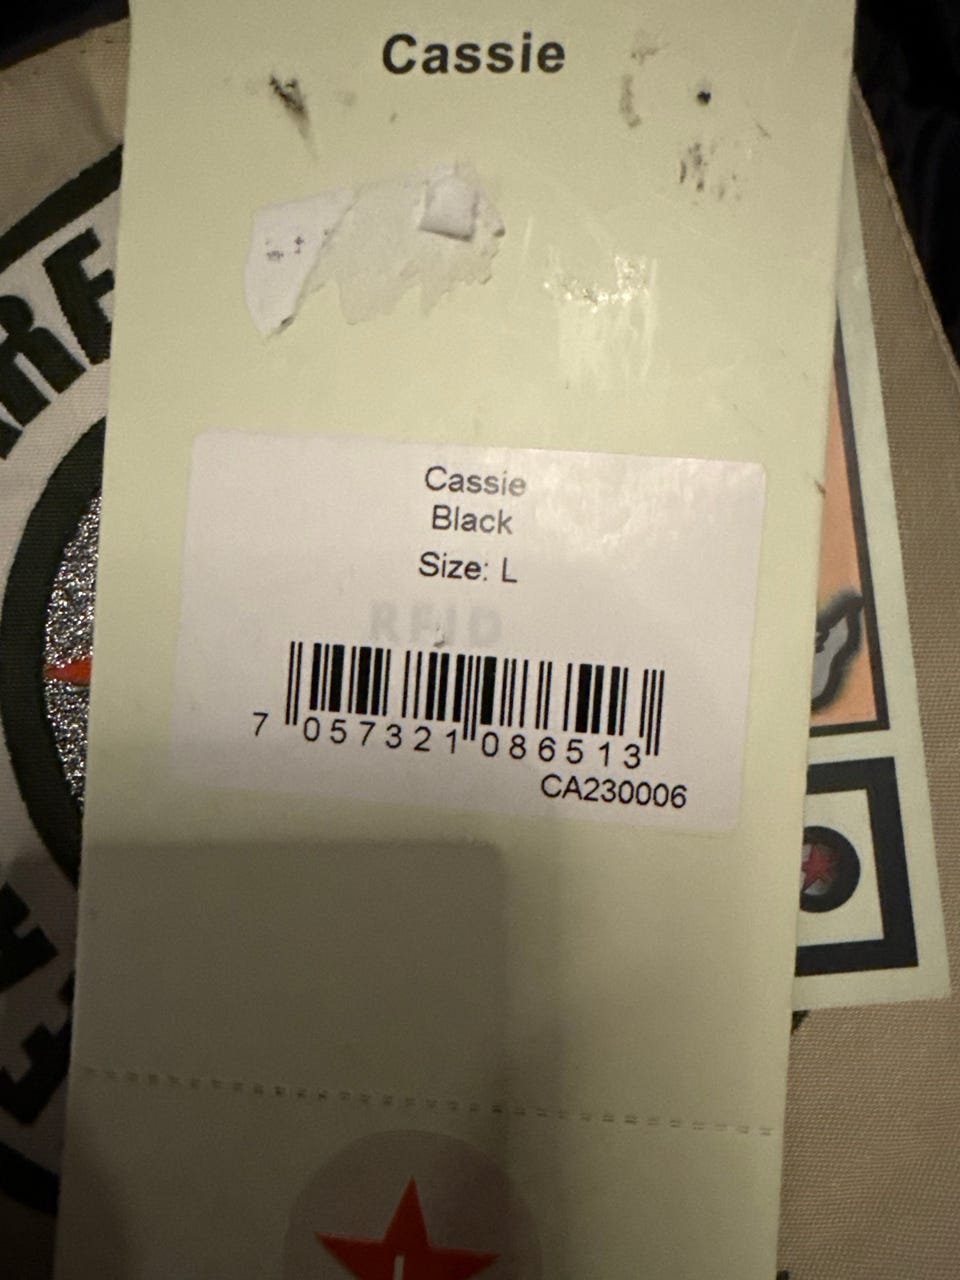 Cassie
Cassie
Black
Size: L
RFID
7 057321 086513
CA230006